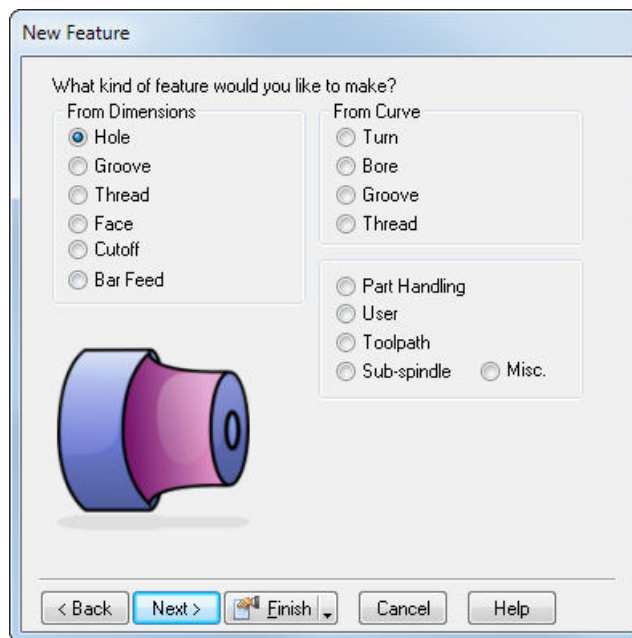 New Feature
What kind of feature would you like to make?
From Dimensions
Hole
Groove
Thread
Face
Cutoff
Bar Feed
From Curve
Turn
Bore
Groove
Thread
Part Handling
User
Toolpath
Sub-spindle Misc.
< Back Next > Finish Cancel Help